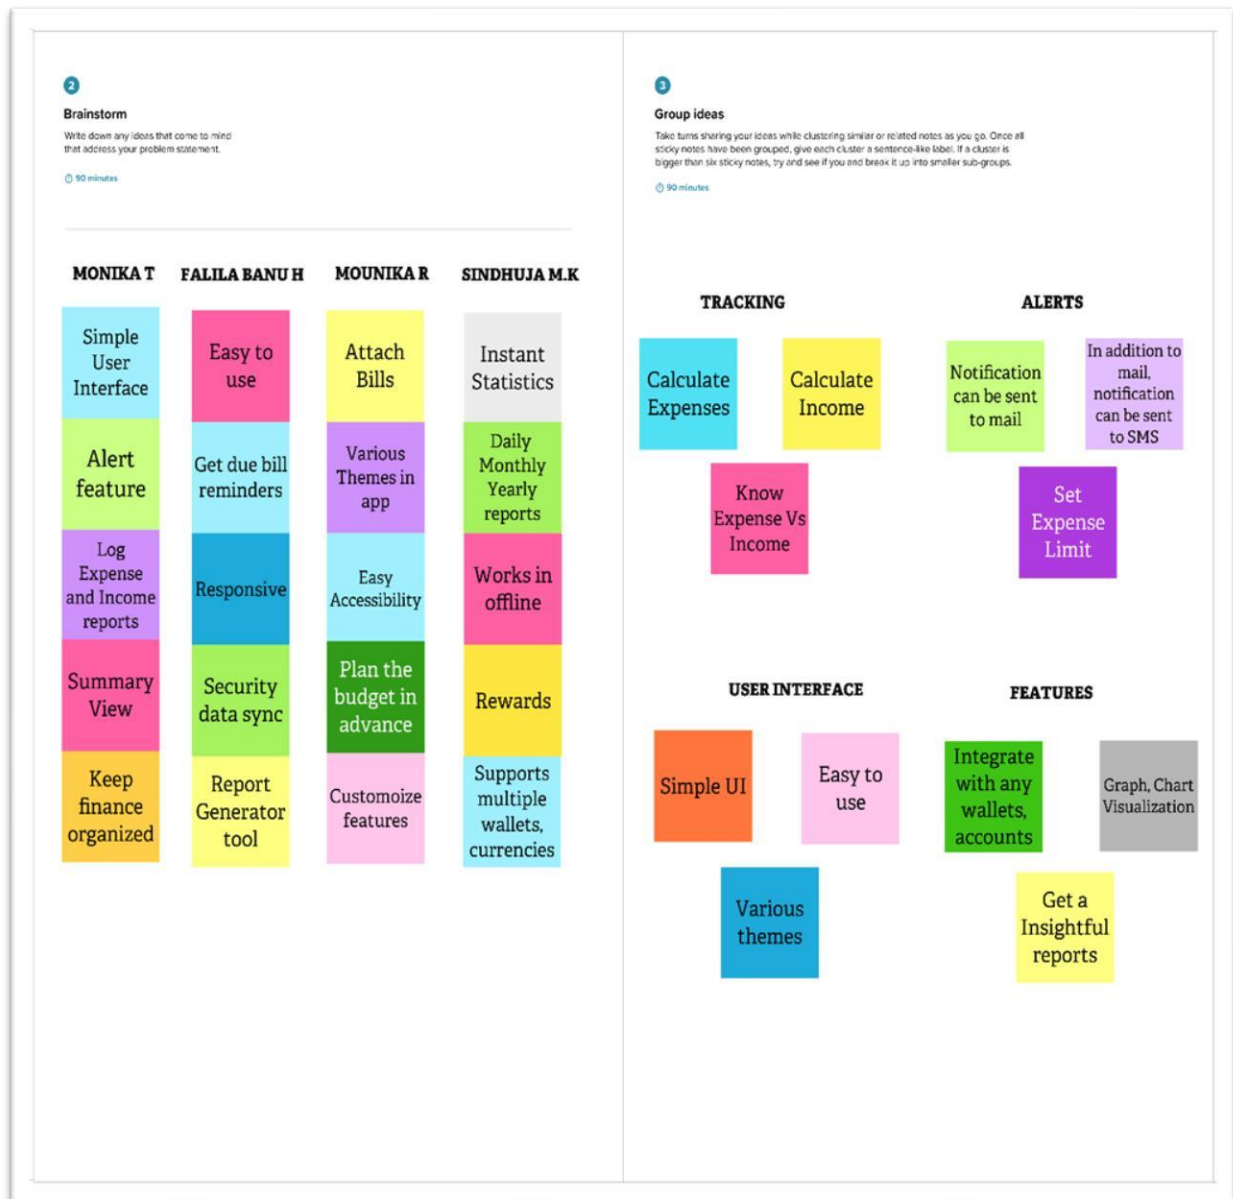 2
Brainstorm
Write down any ideas that come to mind
that address your problem statement.
90 minutes
MONIKA T
Simple
User
Interface
Alert
feature
Log
Expense
and Income
reports
Summary
View
Keep
finance
organized
FALILA BANU H
Easy to
use
Get due bill
reminders
Responsive
Security
data sync
Report
Generator
tool
MOUNIKA R
Attach
Bills
Various
Themes in
app
Easy
Accessibility
Plan the
budget in
advance
Customoize
features
SINDHUJA M.K
Instant
Statistics
Daily
Monthly
Yearly
reports
Works in
offline
Rewards
Supports
multiple
wallets,
currencies
3
Group ideas
Take turns sharing your ideas while clustering similar or related notes as you go. Once all
sticky notes have been grouped, give each cluster a sentence-like label. If a cluster is
bigger than six sticky notes, try and see if you and break it up into smaller sub-groups.
90 minutes
TRACKING
Calculate
Expenses
Calculate
Income
Know
Expense Vs
Income
ALERTS
Notification
can be sent
to mail
In addition to
mail,
notification
can be sent
to SMS
Set
Expense
Limit
USER INTERFACE
Simple UI
Easy to
use
Various
themes
FEATURES
Integrate
with any
wallets,
accounts
Graph, Chart
Visualization
Get a
Insightful
reports